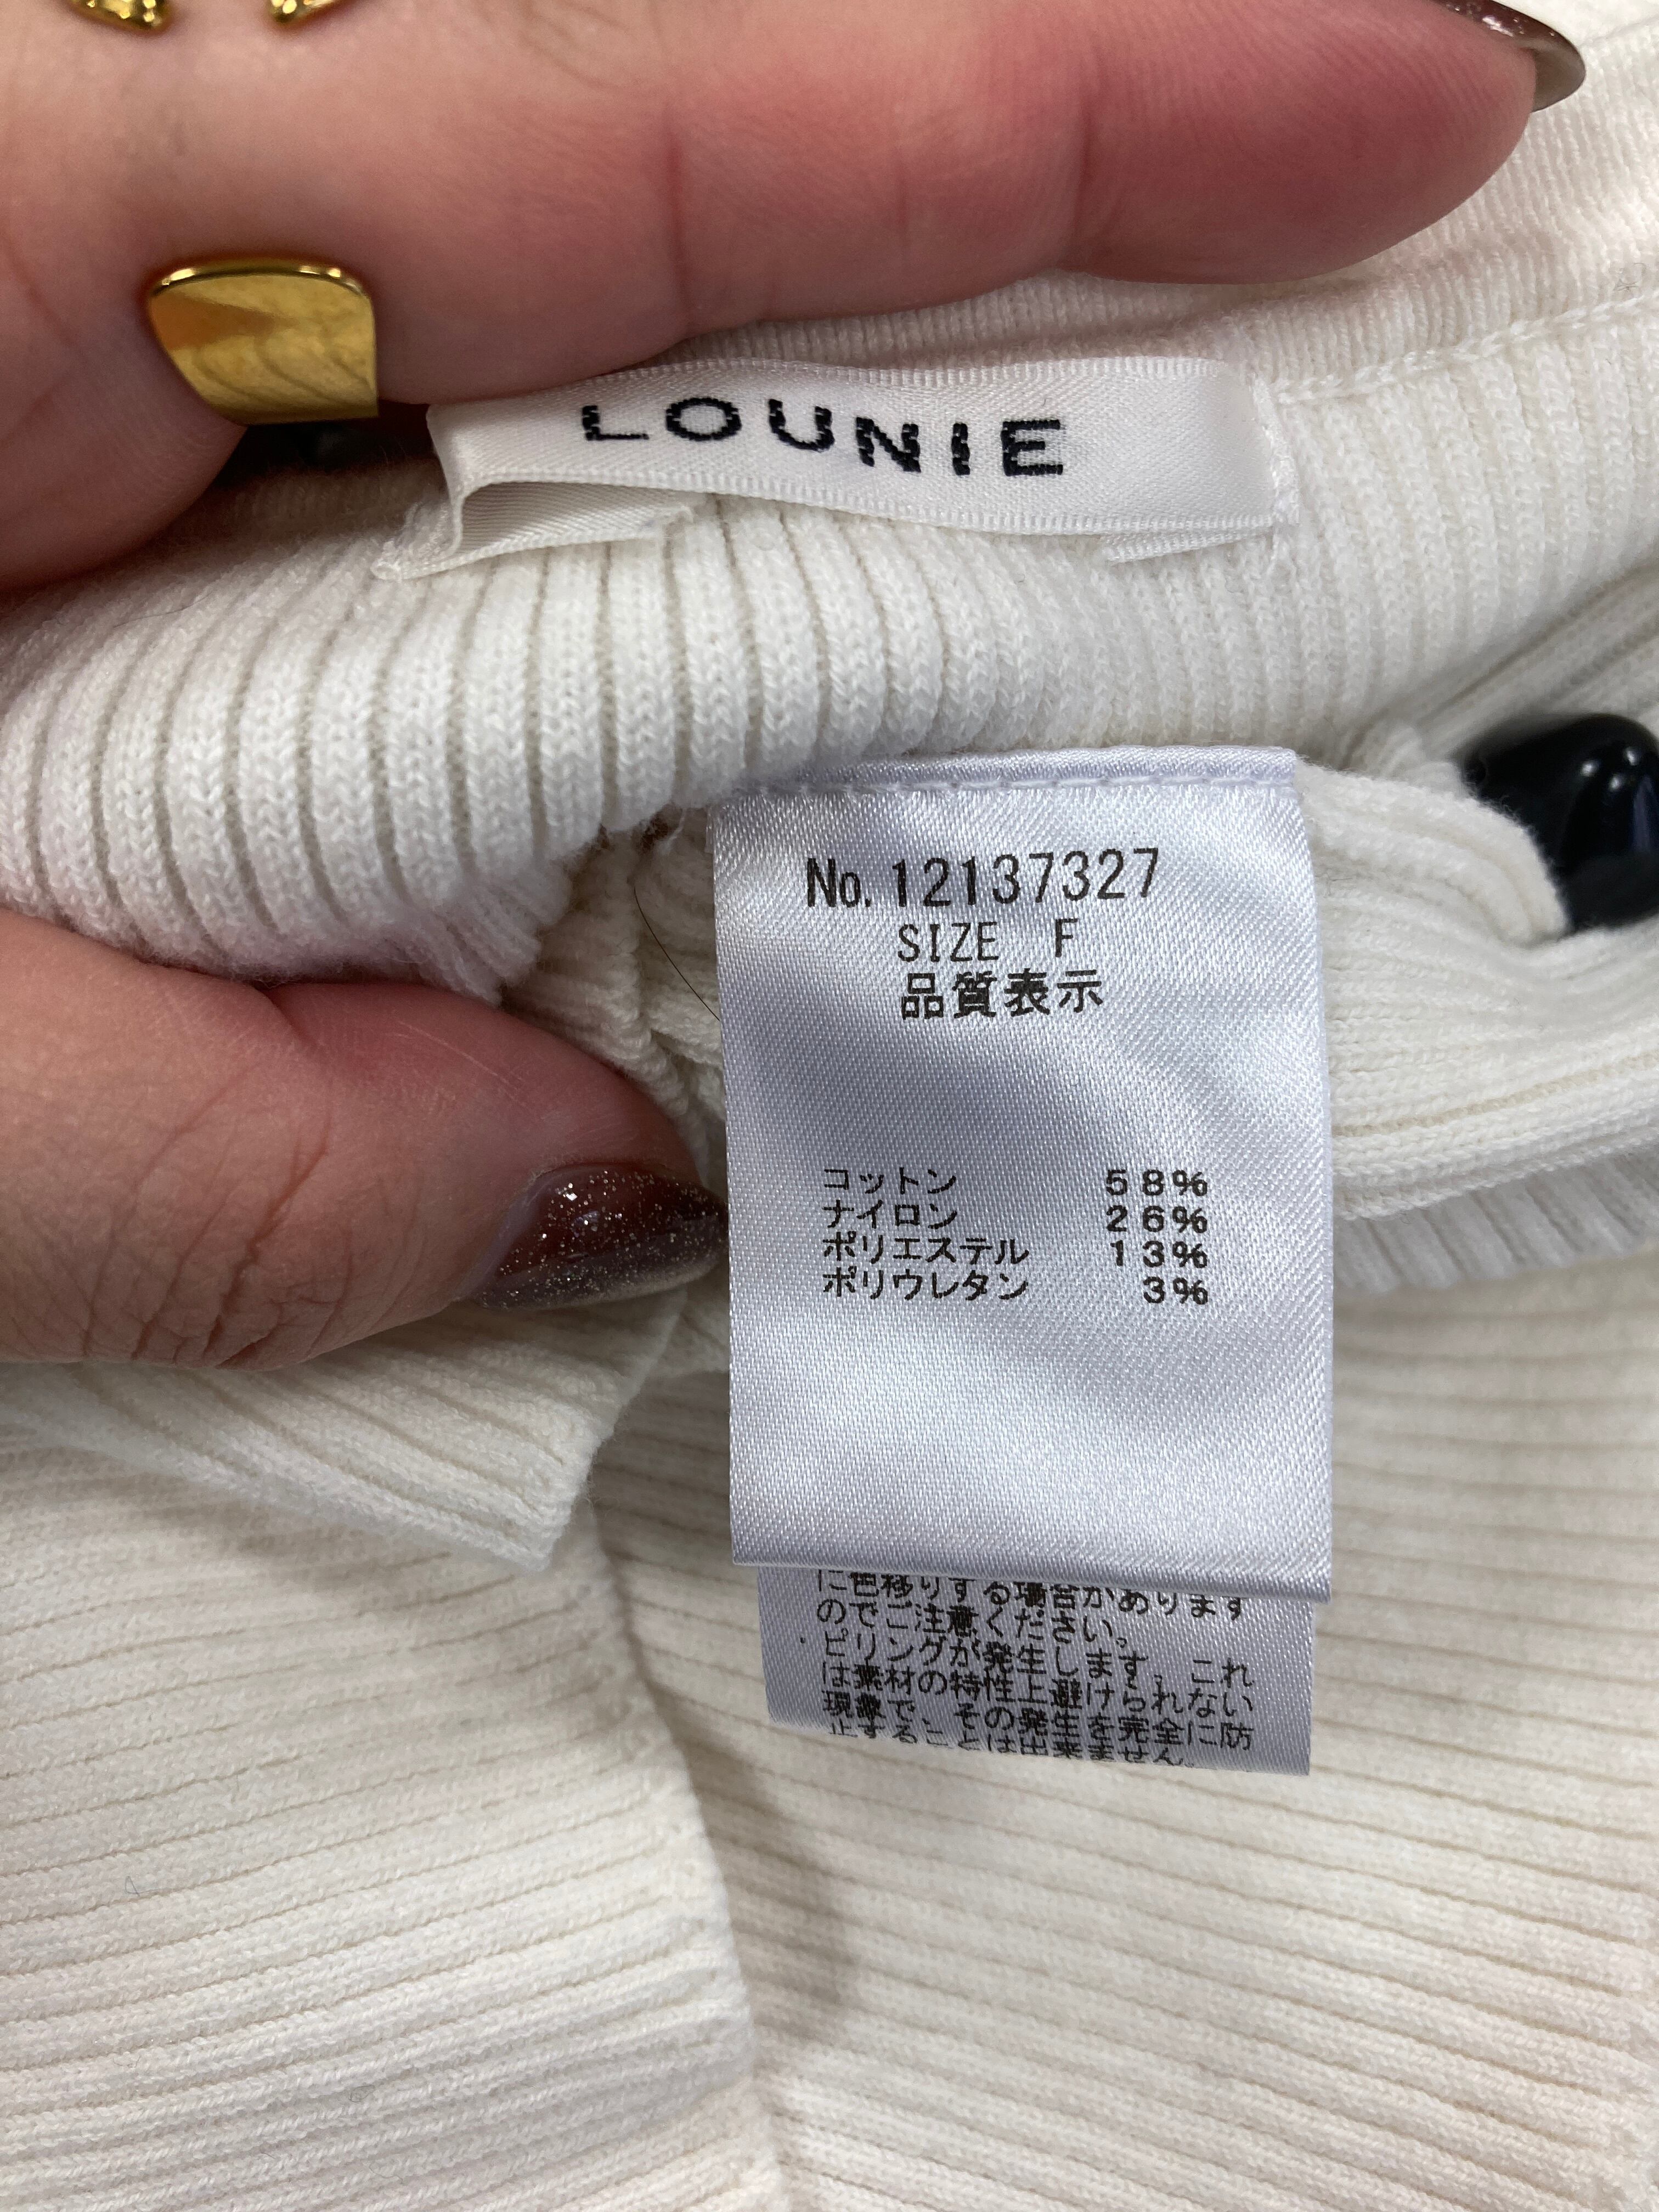 LOUNIE
No.12137327
SIZE F
品質表示
コットン 58%
ナイロン 26%
ポリエステル 13%
ポリウレタン 3%
に色移りする場合があります
のでご注意ください。
・ピリングが発生します。これ
は素材の特性上避けられない
現象で、その発生を完全に防
止することは出来ません。